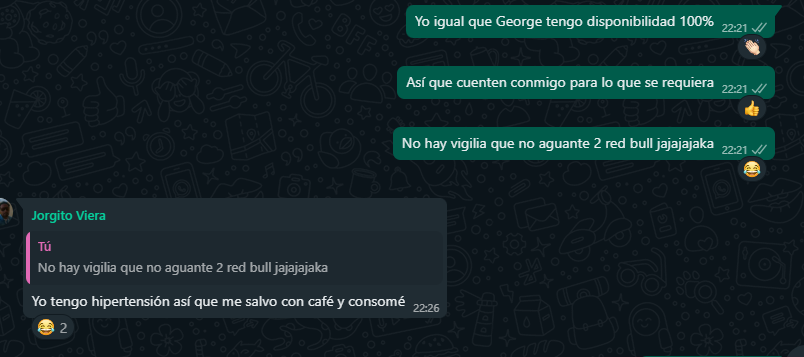 Yo igual que George tengo disponibilidad 100% 22:21
Así que cuenten conmigo para lo que se requiera 22:21
No hay vigilia que no aguante 2 red bull jajajajaka 22:21
Jorgito Viera
Tú
No hay vigilia que no aguante 2 red bull jajajajaka
Yo tengo hipertensión así que me salvo con café y consomé 22:26
2